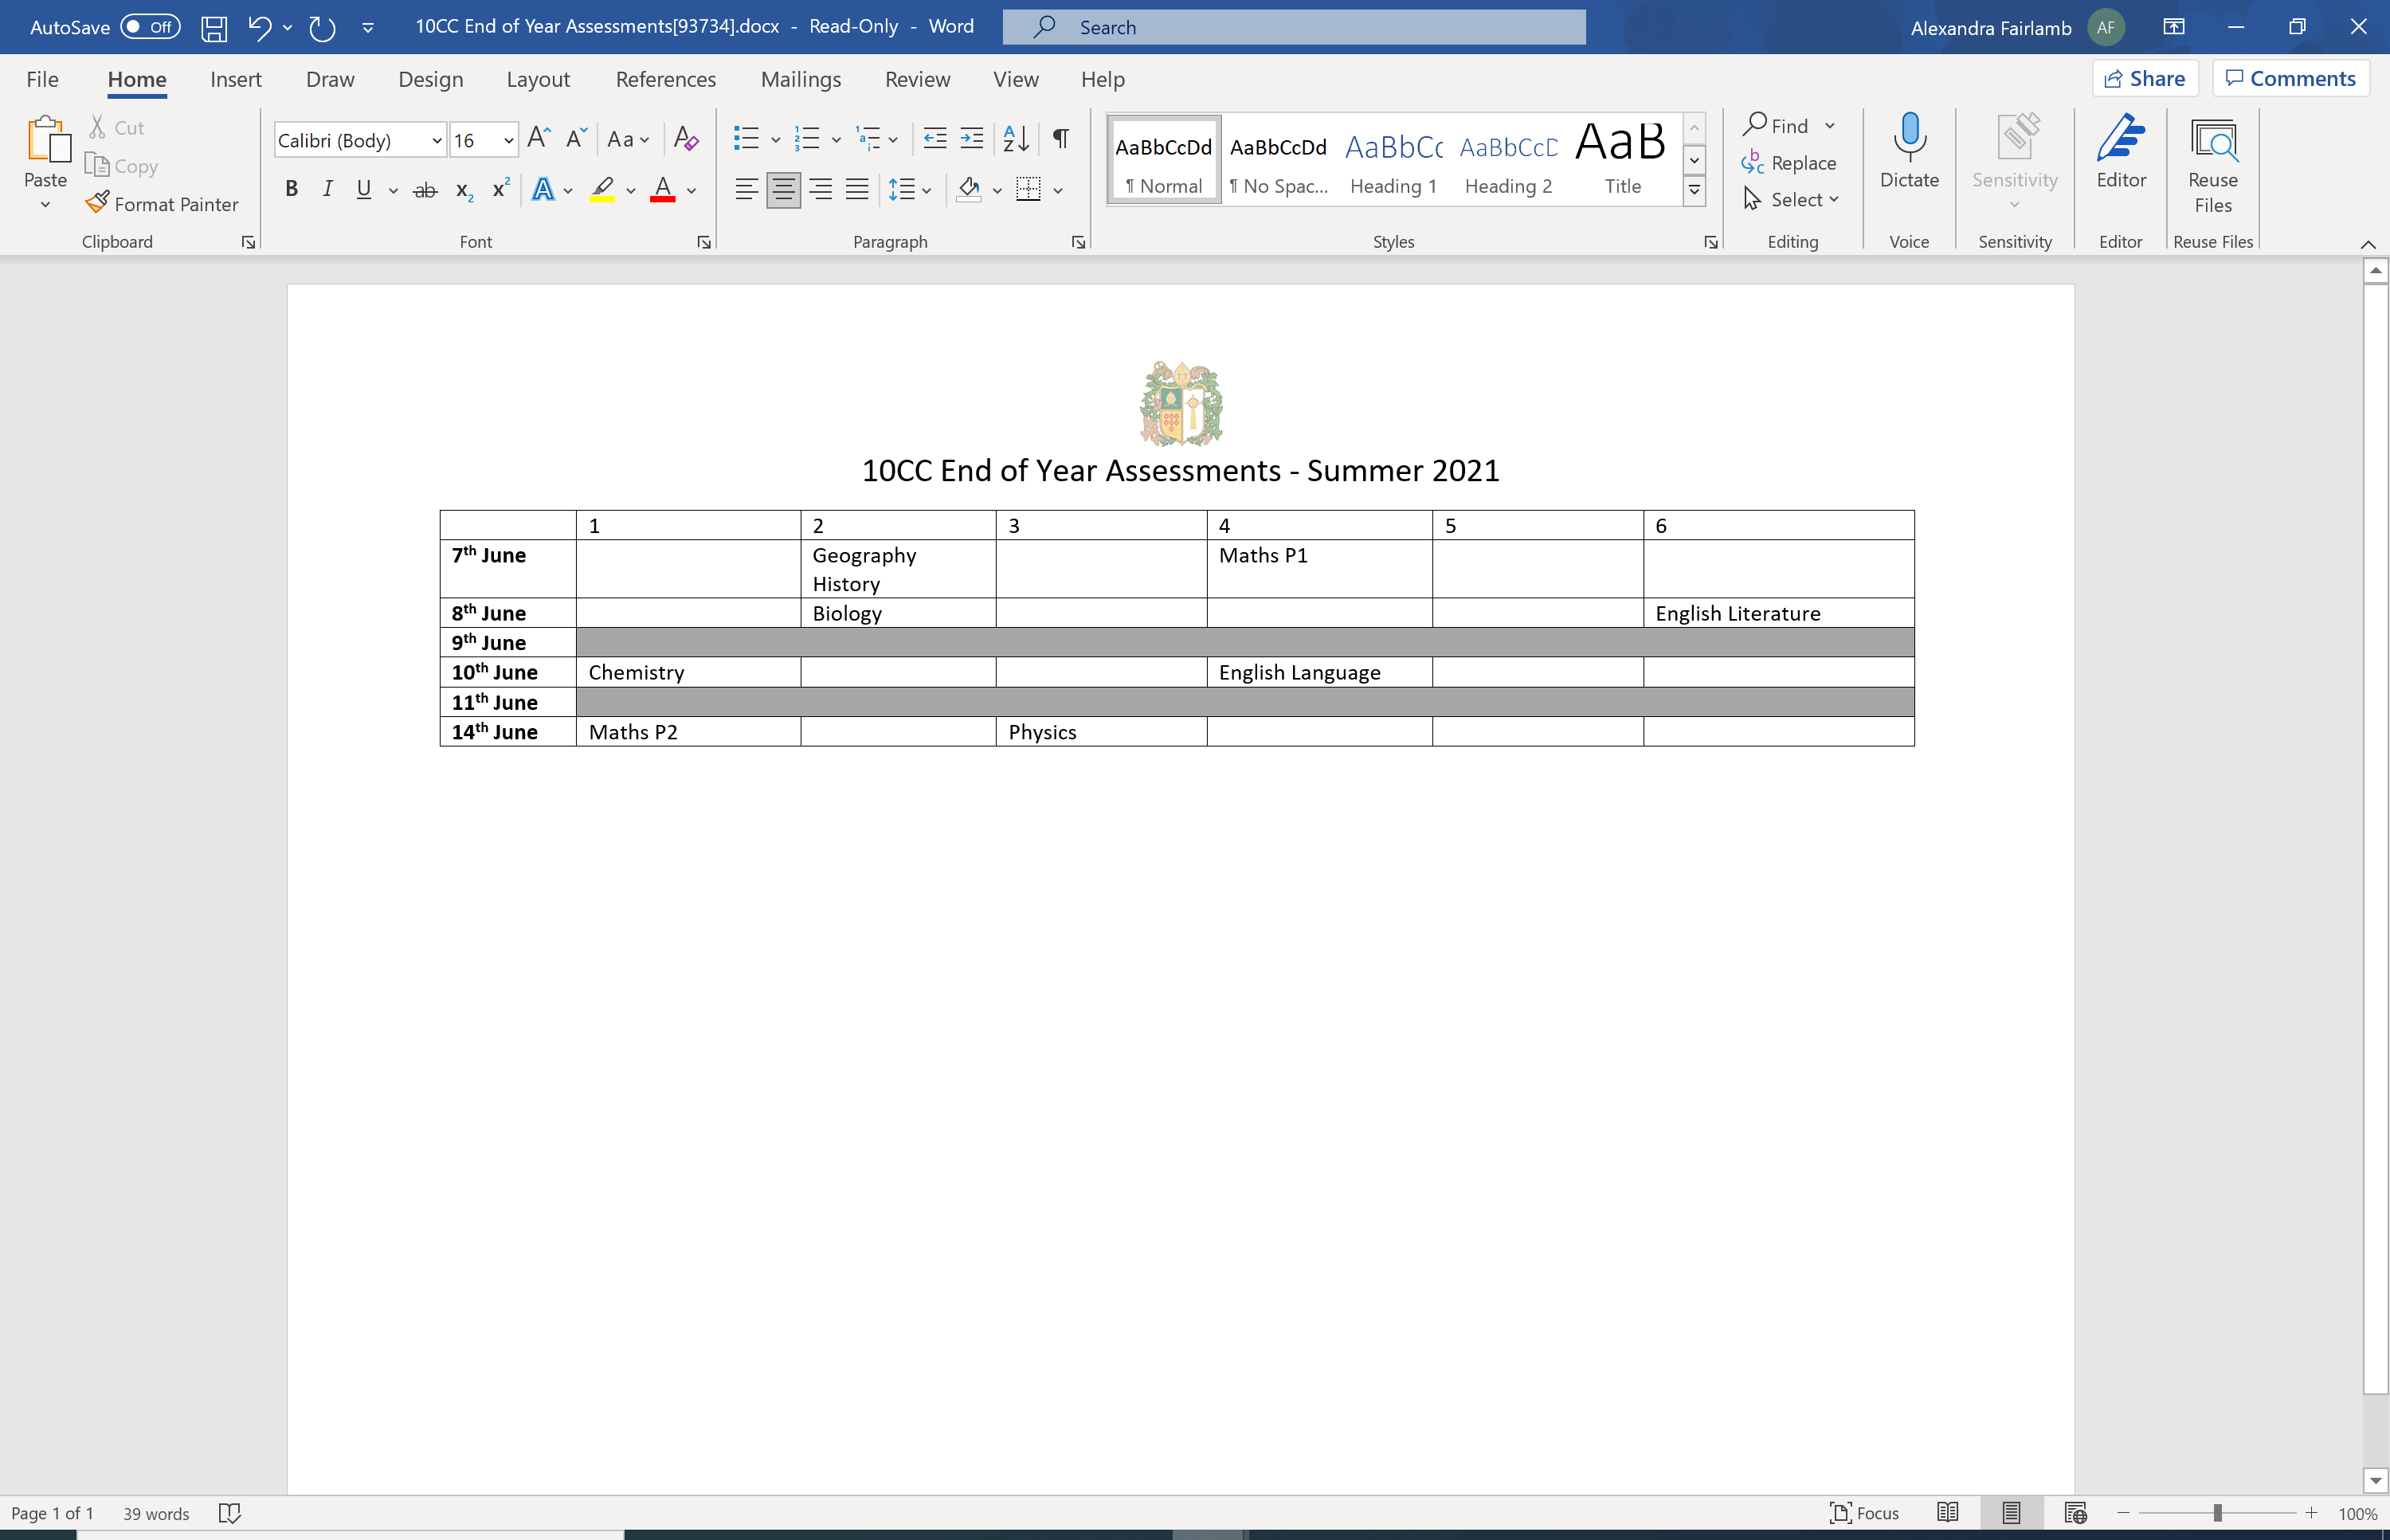 AutoSave Off 10CC End of Year Assessments[93734].docx - Read-Only - Word Search Alexandra Fairlamb AF
File Home Insert Draw Design Layout References Mailings Review View Help Share Comments
Paste
Cut
Copy
Format Painter
Clipboard
Calibri (Body) 16
Font
Paragraph
AaBbCcDd AaBbCcDd AaBbCc AaBbCcD AaB
¶ Normal ¶ No Spac... Heading 1 Heading 2 Title
Styles
Find
Replace
Select
Editing
Dictate
Voice
Sensitivity
Sensitivity
Editor
Editor
Reuse
Files
Reuse Files
10CC End of Year Assessments - Summer 2021
1 2 3 4 5 6
7th June Geography Maths P1
History
8th June Biology English Literature
9th June
10th June Chemistry English Language
11th June
14th June Maths P2 Physics
Page 1 of 1 39 words Focus 100%